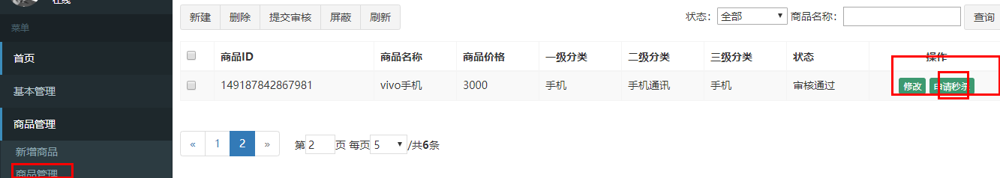 在线
菜单
首页
基本管理
商品管理
新增商品
商品管理
新建 删除 提交审核 屏蔽 刷新
状态: 全部 商品名称: 查询
商品ID 商品名称 商品价格 一级分类 二级分类 三级分类 状态 操作
149187842867981 vivo手机 3000 手机 手机通讯 手机 审核通过 修改 申请秒杀
« 1 2 » 第2页 每页5/共6条